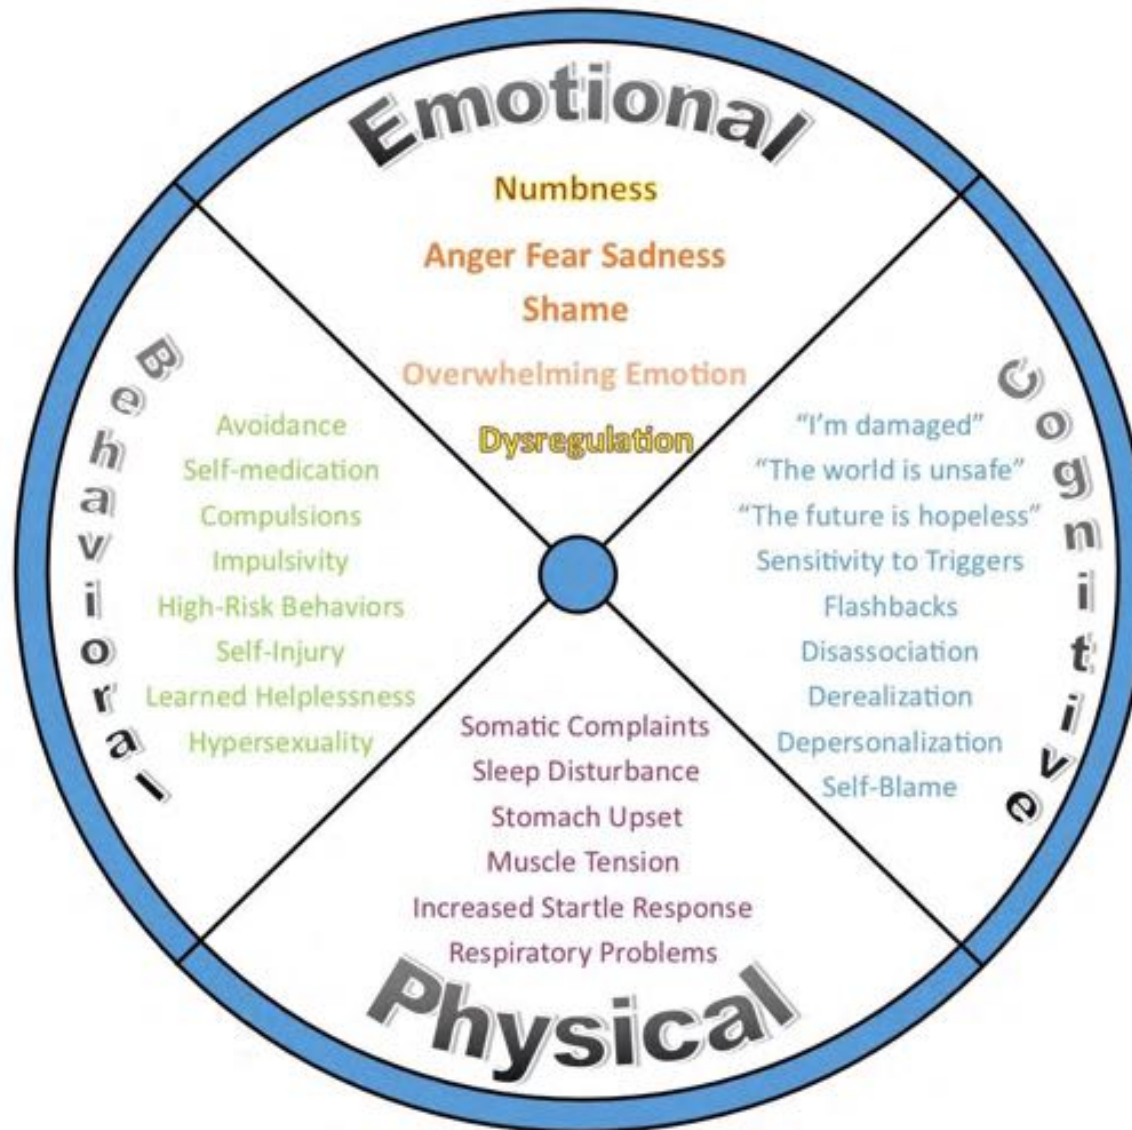 Emotional
Numbness
Anger Fear Sadness
Shame
Overwhelming Emotion
Dysregulation
Behavioral
Avoidance
Self-medication
Compulsions
Impulsivity
High-Risk Behaviors
Self-Injury
Learned Helplessness
Hypersexuality
Cognitive
“I’m damaged”
“The world is unsafe”
“The future is hopeless”
Sensitivity to Triggers
Flashbacks
Disassociation
Derealization
Depersonalization
Self-Blame
Somatic Complaints
Sleep Disturbance
Stomach Upset
Muscle Tension
Increased Startle Response
Respiratory Problems
Physical